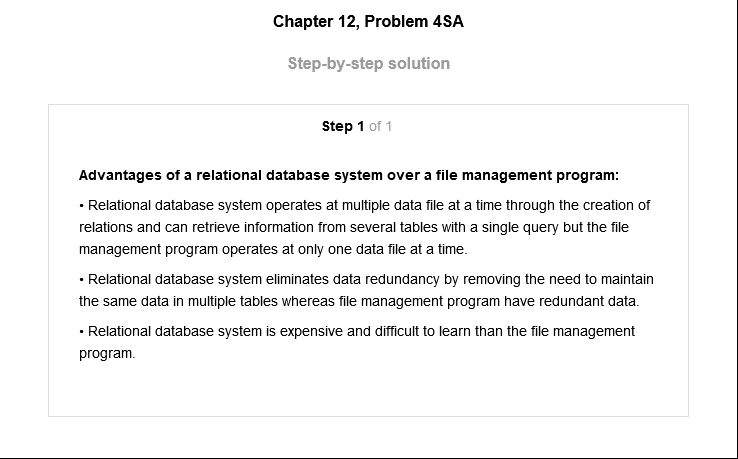 Chapter 12, Problem 4SA
Step-by-step solution
Step 1 of 1
Advantages of a relational database system over a file management program:
• Relational database system operates at multiple data file at a time through the creation of
relations and can retrieve information from several tables with a single query but the file
management program operates at only one data file at a time.
• Relational database system eliminates data redundancy by removing the need to maintain
the same data in multiple tables whereas file management program have redundant data.
• Relational database system is expensive and difficult to learn than the file management
program.